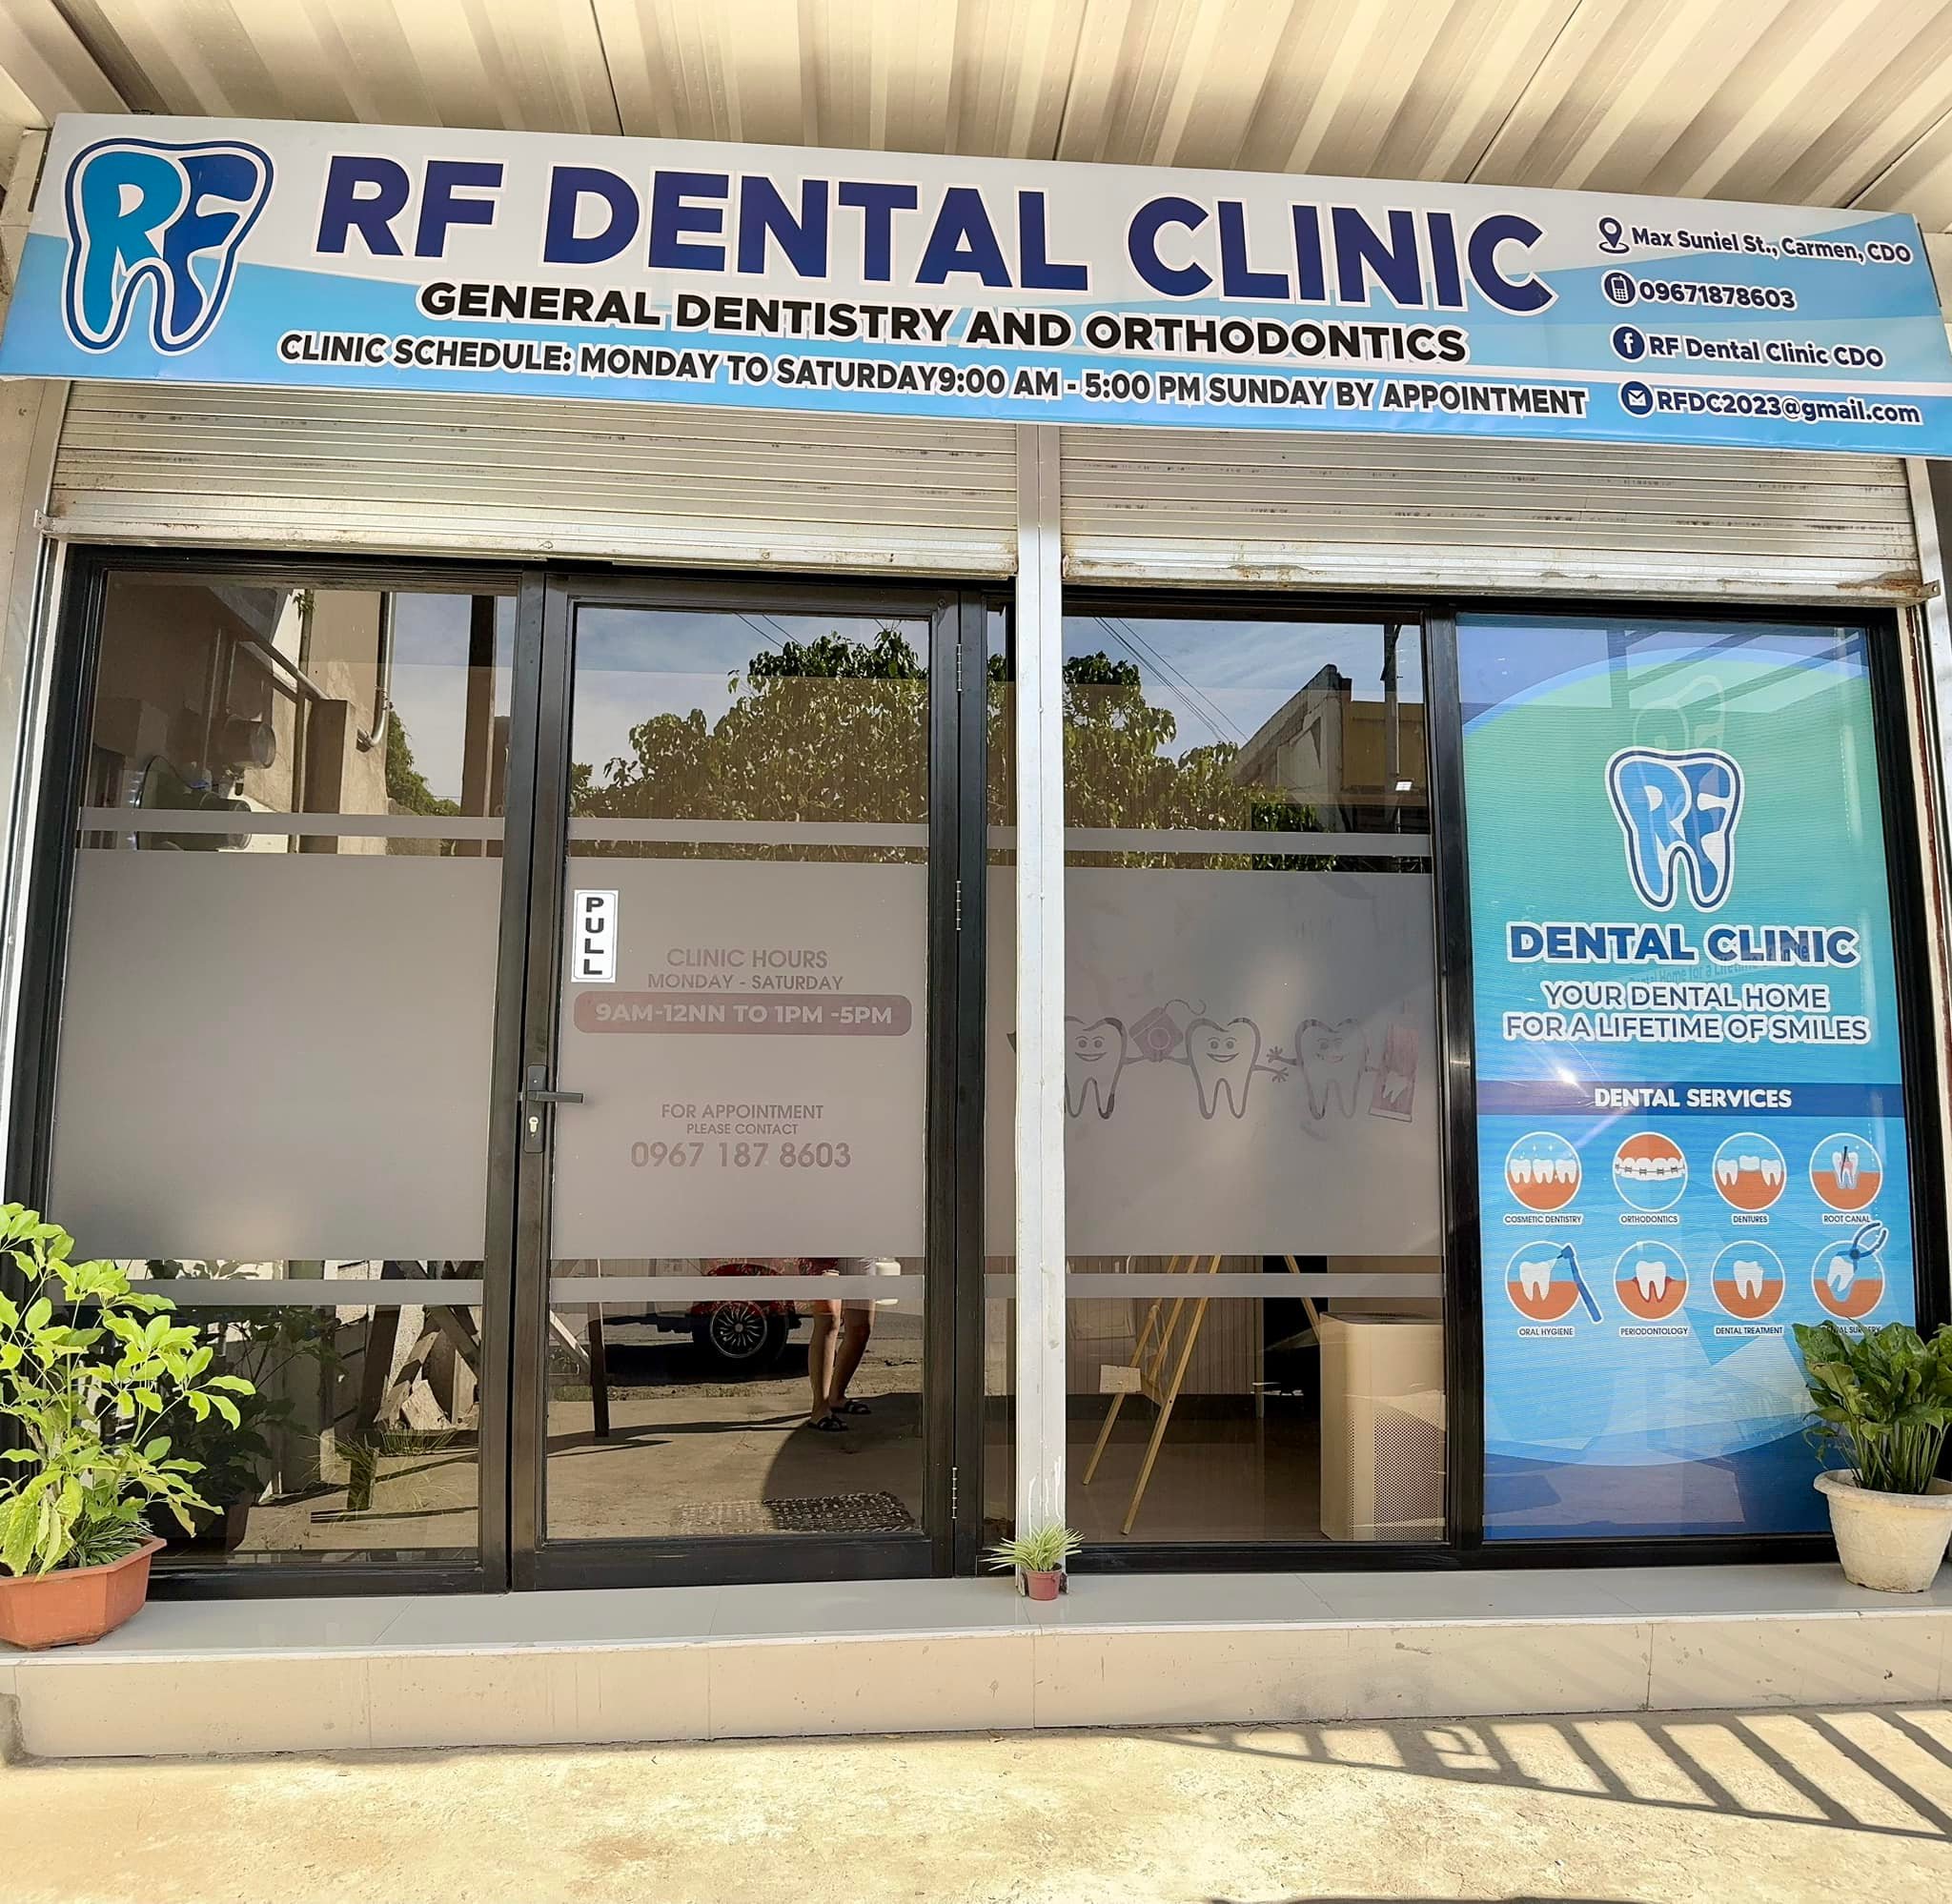 RF
RF DENTAL CLINIC
GENERAL DENTISTRY AND ORTHODONTICS
CLINIC SCHEDULE: MONDAY TO SATURDAY9:00 AM - 5:00 PM SUNDAY BY APPOINTMENT
Max Suniel St., Carmen, CDO
09671878603
RF Dental Clinic CDO
RFDC2023@gmail.com
PULL
CLINIC HOURS
MONDAY - SATURDAY
9AM-12NN TO 1PM -5PM
FOR APPOINTMENT
PLEASE CONTACT
0967 187 8603
RF
DENTAL CLINIC
YOUR DENTAL HOME
FOR A LIFETIME OF SMILES
DENTAL SERVICES
COSMETIC DENTISTRY
ORTHODONTICS
DENTURES
ROOT CANAL
ORAL HYGIENE
PERIODONTOLOGY
DENTAL TREATMENT
SURGERY